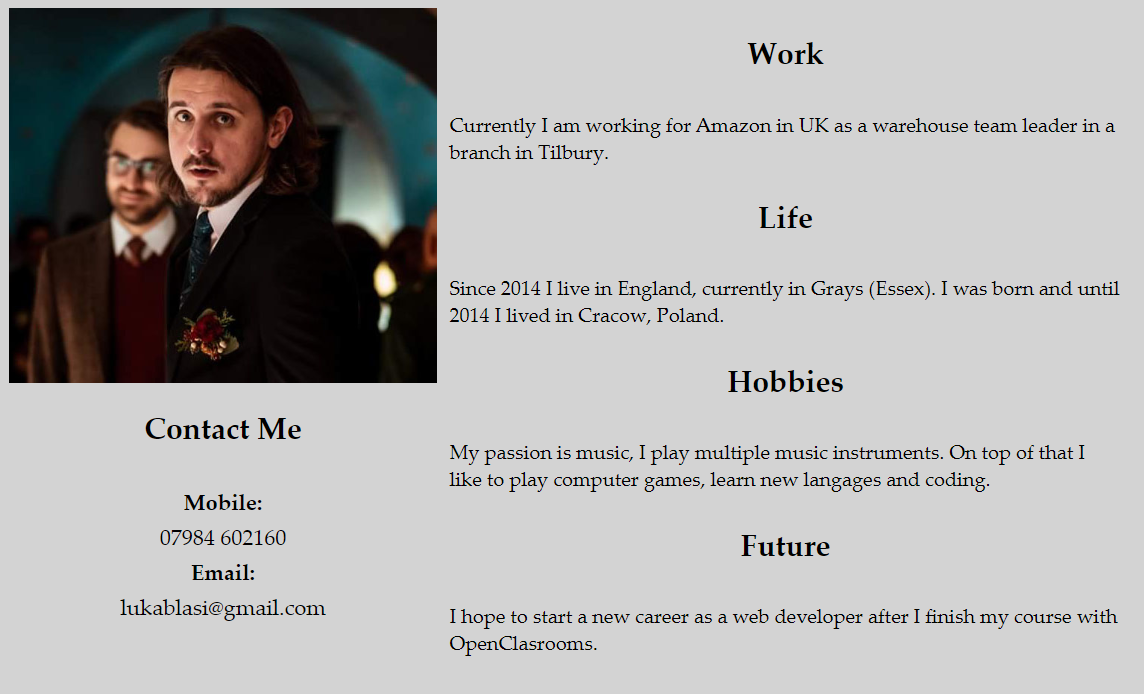 Contact Me
Mobile:
07984 602160
Email:
lukablasi@gmail.com
Work
Currently I am working for Amazon in UK as a warehouse team leader in a
branch in Tilbury.
Life
Since 2014 I live in England, currently in Grays (Essex). I was born and until
2014 I lived in Cracow, Poland.
Hobbies
My passion is music, I play multiple music instruments. On top of that I
like to play computer games, learn new langages and coding.
Future
I hope to start a new career as a web developer after I finish my course with
OpenClasrooms.